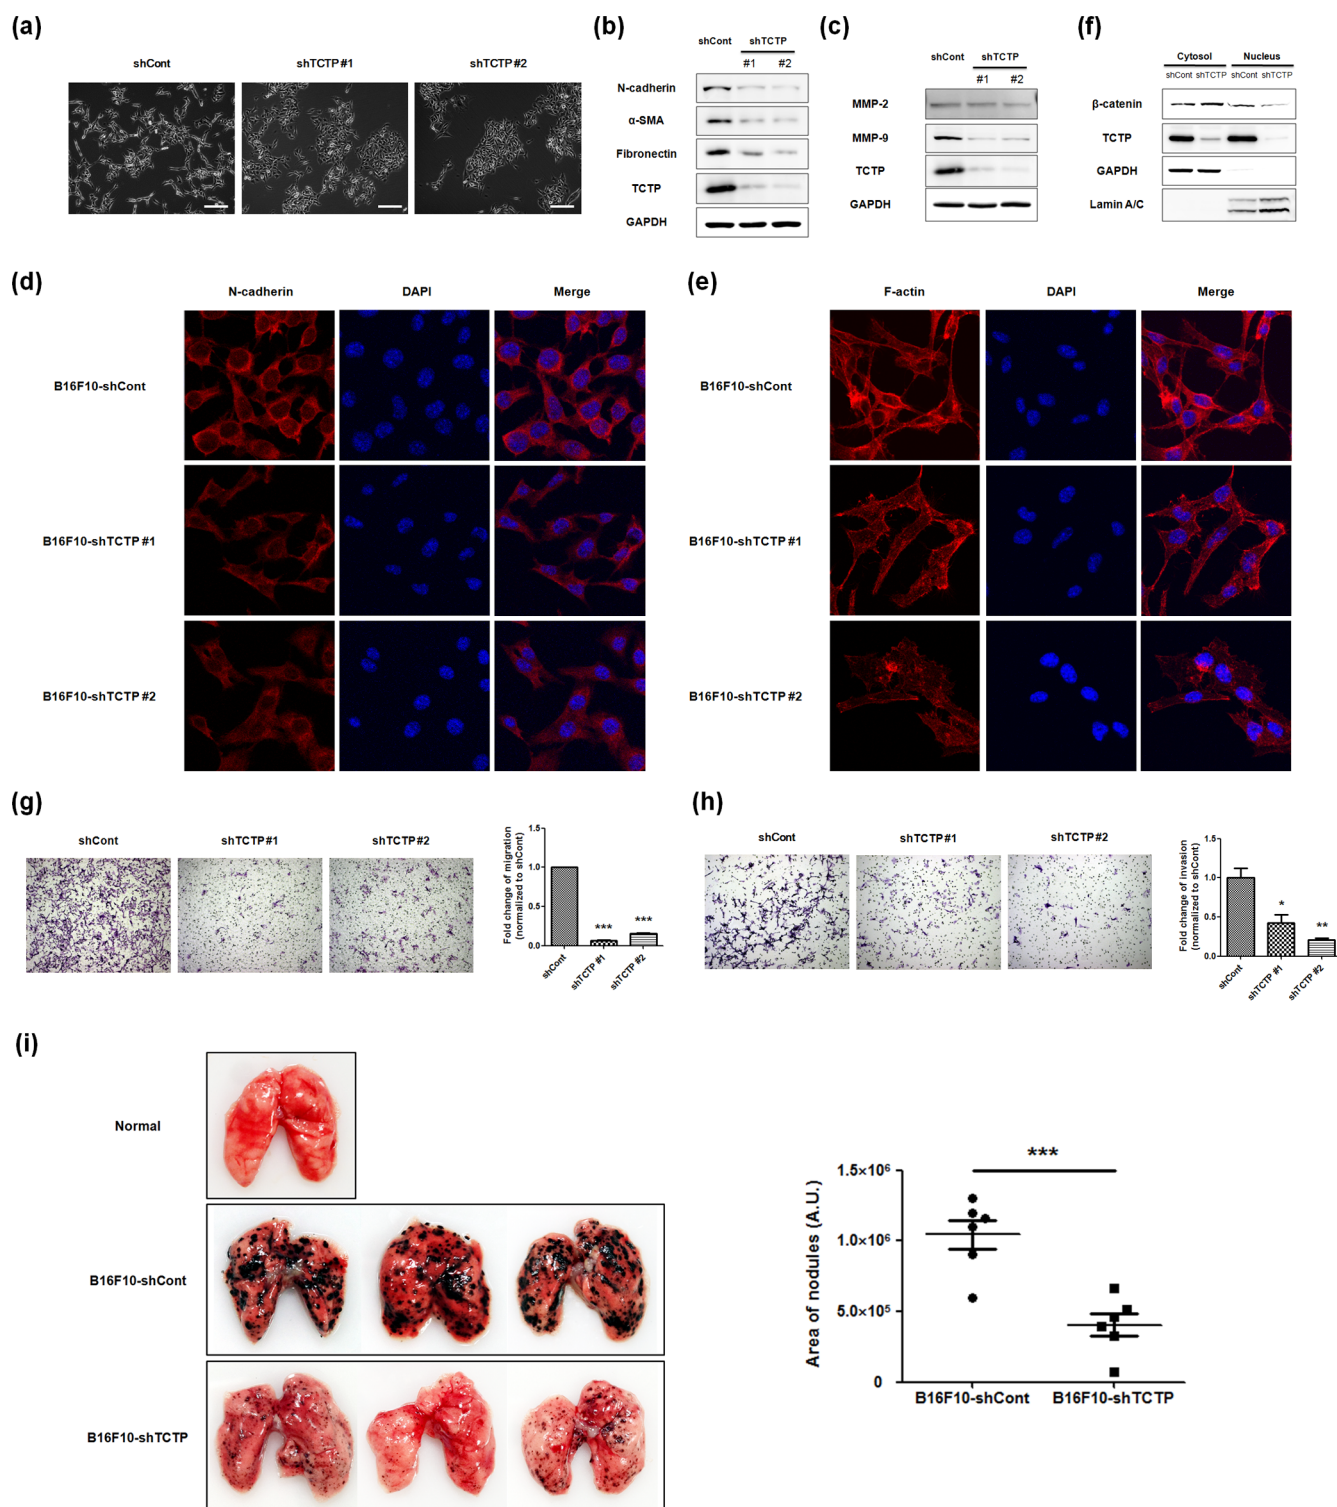 (a)
shCont shTCTP #1 shTCTP #2
(b)
shCont shTCTP
#1 #2
N-cadherin
α-SMA
Fibronectin
TCTP
GAPDH
(c)
shCont shTCTP
#1 #2
MMP-2
MMP-9
TCTP
GAPDH
(f)
Cytosol Nucleus
shCont shTCTP shCont shTCTP
β-catenin
TCTP
GAPDH
Lamin A/C
(d)
N-cadherin DAPI Merge
B16F10-shCont
B16F10-shTCTP #1
B16F10-shTCTP #2
(e)
F-actin DAPI Merge
B16F10-shCont
B16F10-shTCTP #1
B16F10-shTCTP #2
(g)
shCont shTCTP #1 shTCTP #2
Fold change of migration
(normalized to shCont)
1.5
1.0
0.5
0.0
***
***
shCont
shTCTP #1
shTCTP #2
(h)
shCont shTCTP #1 shTCTP #2
Fold change of invasion
(normalized to shCont)
1.5
1.0
0.5
0.0
*
**
shCont
shTCTP #1
shTCTP #2
(i)
Normal
B16F10-shCont
B16F10-shTCTP
Area of nodules (A.U.)
***
1.5×10⁶
1.0×10⁶
5.0×10⁵
0
B16F10-shCont B16F10-shTCTP